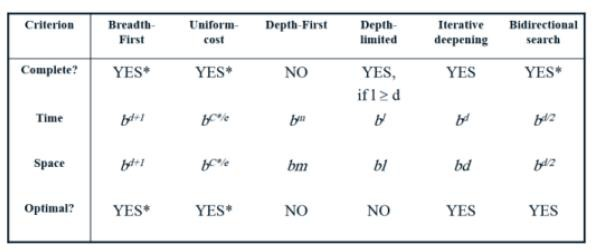 Criterion Breadth-First Uniform-cost Depth-First Depth-limited Iterative deepening Bidirectional search
Complete? YES* YES* NO YES, if l ≥ d YES YES*
Time b^{d+1} b^{C*/e} b^m b^l b^d b^{d/2}
Space b^{d+1} b^{C*/e} bm bl bd b^{d/2}
Optimal? YES* YES* NO NO YES YES